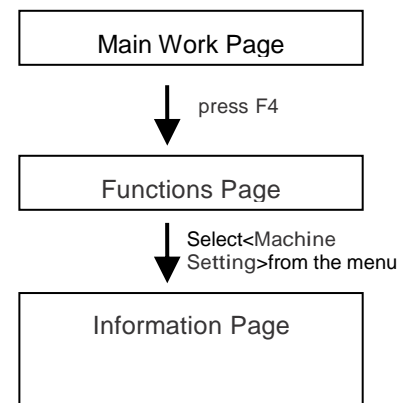 Main Work Page
press F4
Functions Page
Select<Machine
Setting>from the menu
Information Page